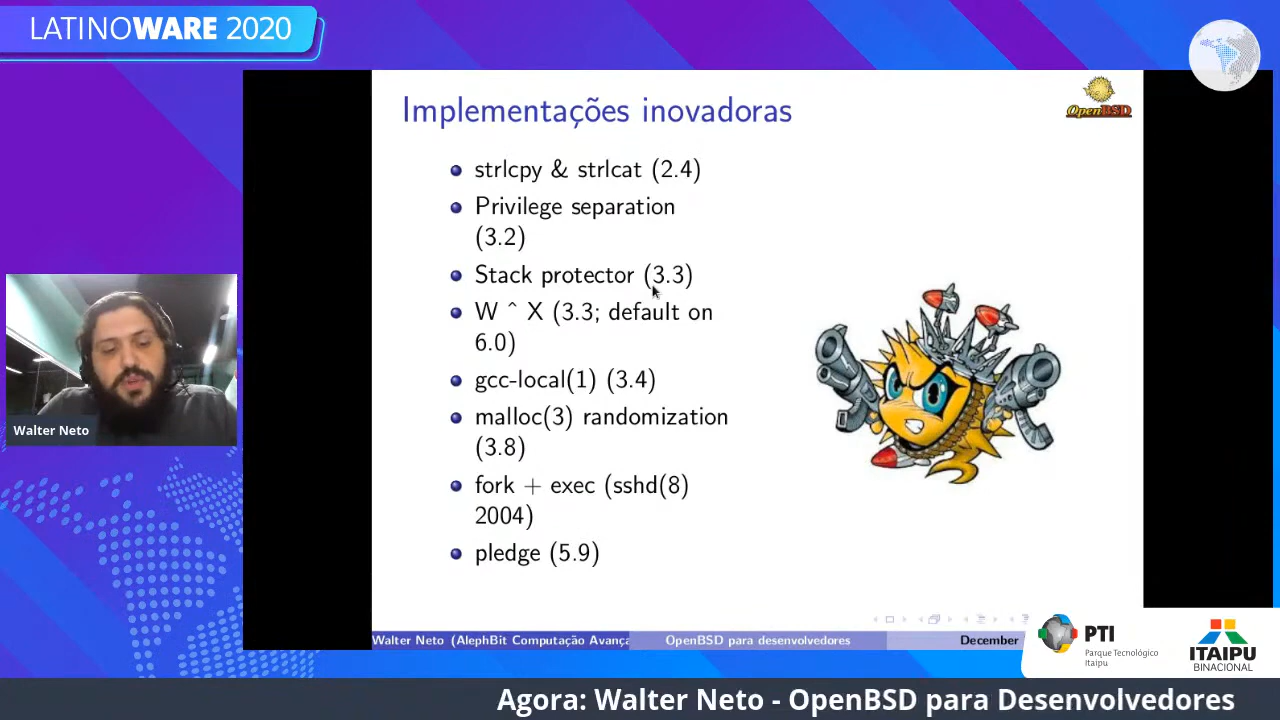 LATINOWARE 2020
OpenBSD
Implementações inovadoras
strlcpy & strlcat (2.4)
Privilege separation
(3.2)
Stack protector (3.3)
W ^ X (3.3; default on
6.0)
gcc-local(1) (3.4)
malloc(3) randomization
(3.8)
fork + exec (sshd(8)
2004)
pledge (5.9)
Walter Neto
Walter Neto (AlephBit Computação Avança
OpenBSD para desenvolvedores
December
PTI
Parque Tecnológico
Itaipu
ITAIPU
BINACIONAL
Agora: Walter Neto - OpenBSD para Desenvolvedores